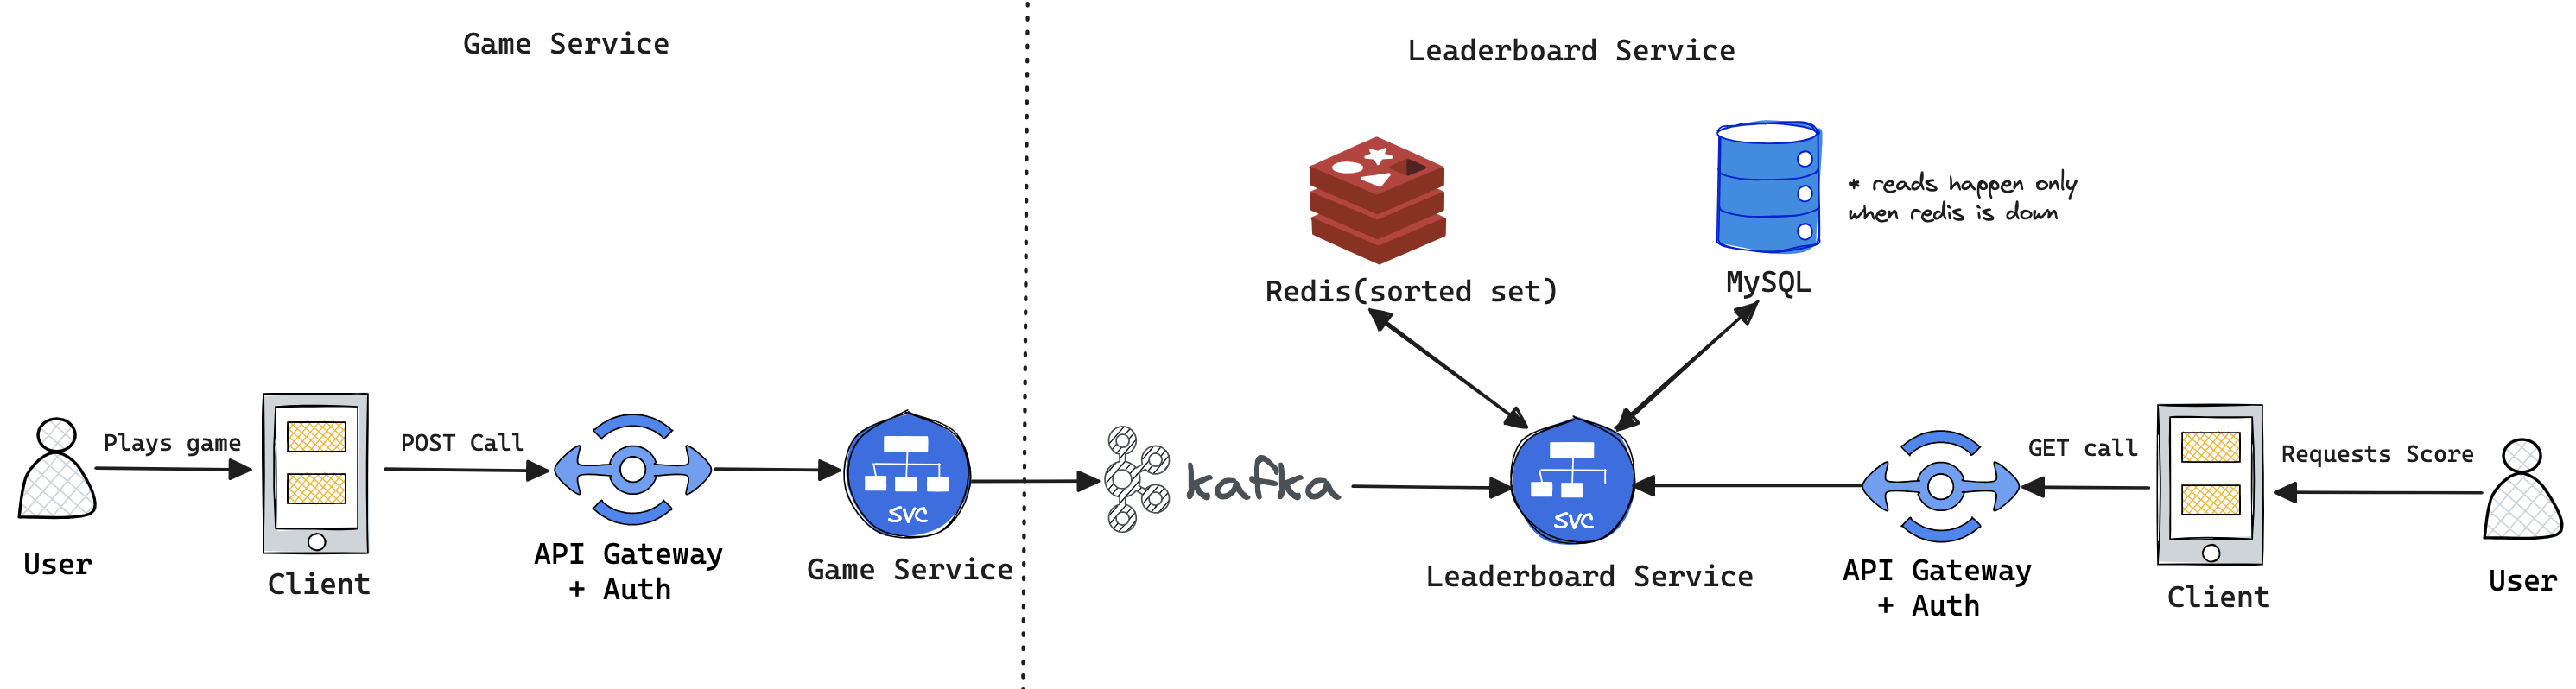 Game Service
Leaderboard Service
* reads happen only
when redis is down
Redis(sorted set)
MySQL
Plays game
POST Call
GET call
Requests Score
kafka
SVC
SVC
User
Client
API Gateway
+ Auth
Game Service
Leaderboard Service
API Gateway
+ Auth
Client
User